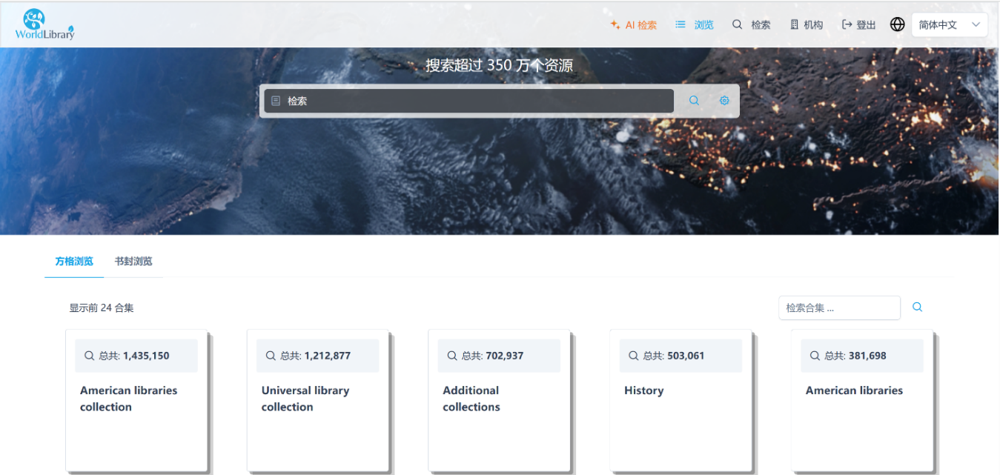 WorldLibrary
AI 检索
浏览
检索
机构
登出
简体中文
搜索超过 350 万个资源
检索
方格浏览
书封浏览
显示前 24 合集
检索合集 ...
总共: 1,435,150
American libraries
collection
总共: 1,212,877
Universal library
collection
总共: 702,937
Additional
collections
总共: 503,061
History
总共: 381,698
American libraries